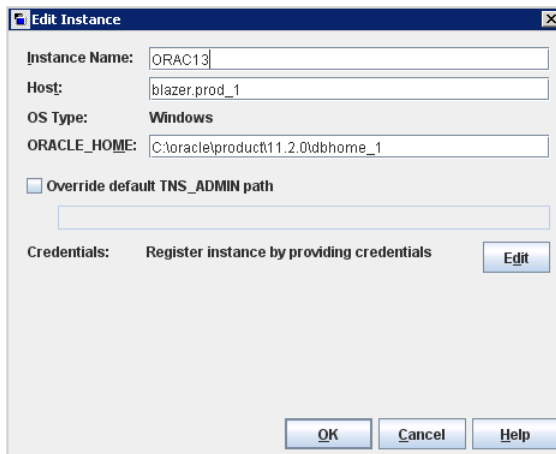 Edit Instance
Instance Name: ORAC13
Host: blazer.prod_1
OS Type: Windows
ORACLE_HOME: C:\oracle\product\11.2.0\dbhome_1
Override default TNS_ADMIN path
Credentials: Register instance by providing credentials Edit
OK Cancel Help